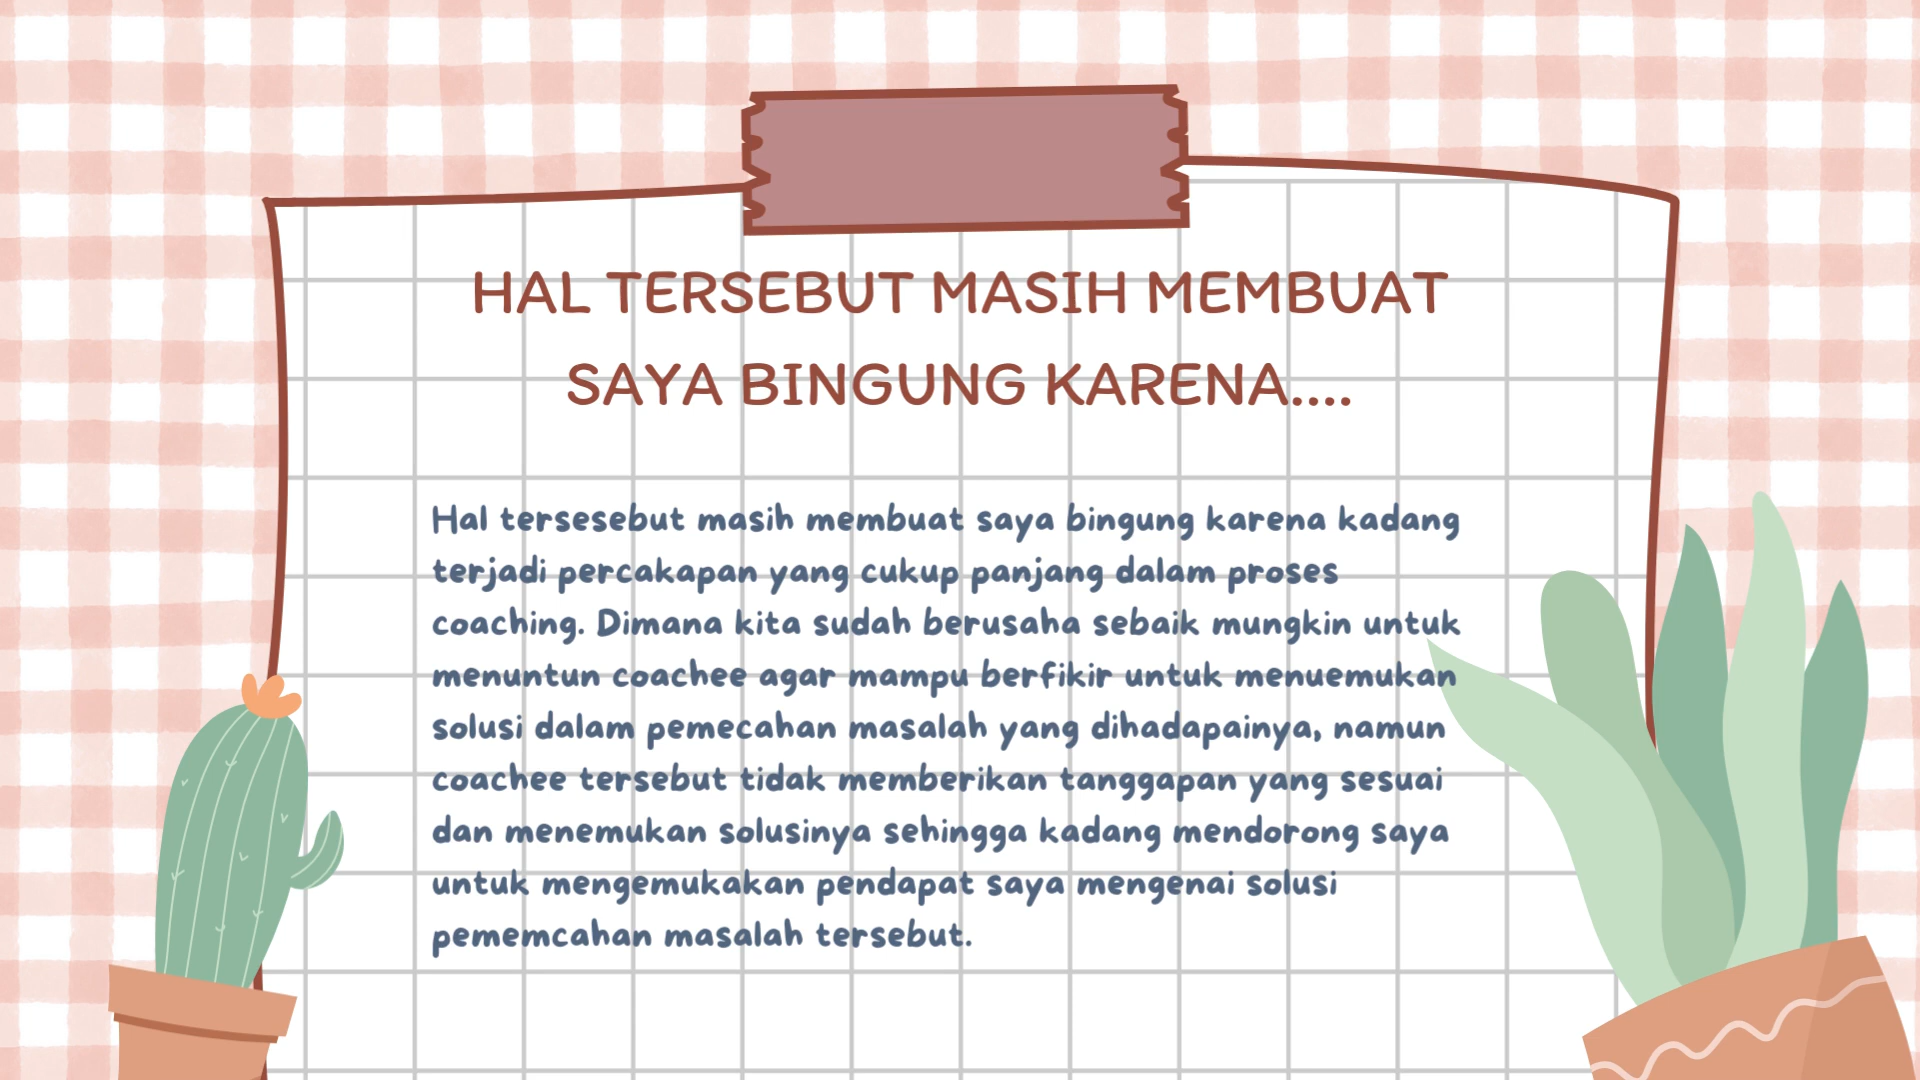 HAL TERSEBUT MASIH MEMBUAT
SAYA BINGUNG KARENA....
Hal tersesebut masih membuat saya bingung karena kadang
terjadi percakapan yang cukup panjang dalam proses
coaching. Dimana kita sudah berusaha sebaik mungkin untuk
menuntun coachee agar mampu berfikir untuk menuemukan
solusi dalam pemecahan masalah yang dihadapainya, namun
coachee tersebut tidak memberikan tanggapan yang sesuai
dan menemukan solusinya sehingga kadang mendorong saya
untuk mengemukakan pendapat saya mengenai solusi
pememcahan masalah tersebut.